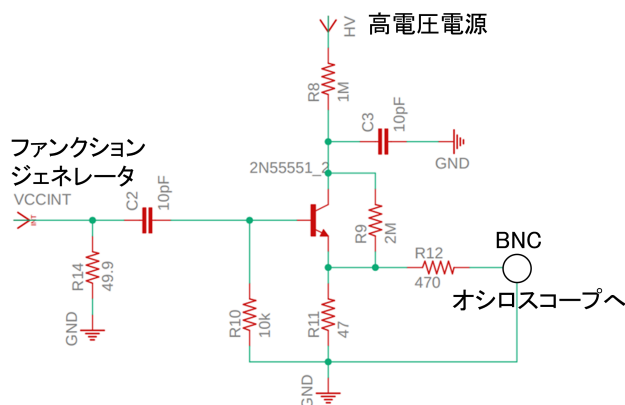 HV 高電圧電源
R8 1M
C3 10pF
GND
ファンクション
ジェネレータ
VCCINT
INT
C2 10pF
2N55551_2
R9 2M
R14 49.9
GND
R10 10k
R11 47
R12
470
BNC
オシロスコープへ
GND